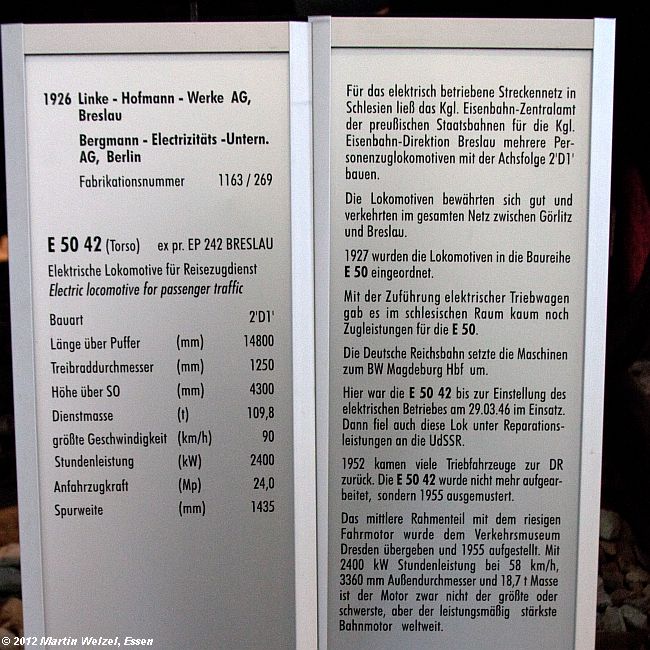 1926 Linke - Hofmann - Werke AG,
Breslau
Bergmann - Electrizitäts -Untern.
AG, Berlin
Fabrikationsnummer 1163 / 269
E 50 42 (Torso) ex pr. EP 242 BRESLAU
Elektrische Lokomotive für Reisezugdienst
Electric locomotive for passenger traffic
Bauart 2'D1'
Länge über Puffer (mm) 14800
Treibraddurchmesser (mm) 1250
Höhe über SO (mm) 4300
Dienstmasse (t) 109,8
größte Geschwindigkeit (km/h) 90
Stundenleistung (kW) 2400
Anfahrzugkraft (Mp) 24,0
Spurweite (mm) 1435
Für das elektrisch betriebene Streckennetz in
Schlesien ließ das Kgl. Eisenbahn-Zentralamt
der preußischen Staatsbahnen für die Kgl.
Eisenbahn-Direktion Breslau mehrere Per-
sonenzuglokomotiven mit der Achsfolge 2'D1'
bauen.
Die Lokomotiven bewährten sich gut und
verkehrten im gesamten Netz zwischen Görlitz
und Breslau.
1927 wurden die Lokomotiven in die Baureihe
E 50 eingeordnet.
Mit der Zuführung elektrischer Triebwagen
gab es im schlesischen Raum kaum noch
Zugleistungen für die E 50.
Die Deutsche Reichsbahn setzte die Maschinen
zum BW Magdeburg Hbf um.
Hier war die E 50 42 bis zur Einstellung des
elektrischen Betriebes am 29.03.46 im Einsatz.
Dann fiel auch diese Lok unter Reparations-
leistungen an die UdSSR.
1952 kamen viele Triebfahrzeuge zur DR
zurück. Die E 50 42 wurde nicht mehr aufgear-
beitet, sondern 1955 ausgemustert.
Das mittlere Rahmenteil mit dem riesigen
Fahrmotor wurde dem Verkehrsmuseum
Dresden übergeben und 1955 aufgestellt. Mit
2400 kW Stundenleistung bei 58 km/h,
3360 mm Außendurchmesser und 18,7 t Masse
ist der Motor zwar nicht der größte oder
schwerste, aber der leistungsmäßig stärkste
Bahnmotor weltweit.
© 2012 Martin Welzel, Essen